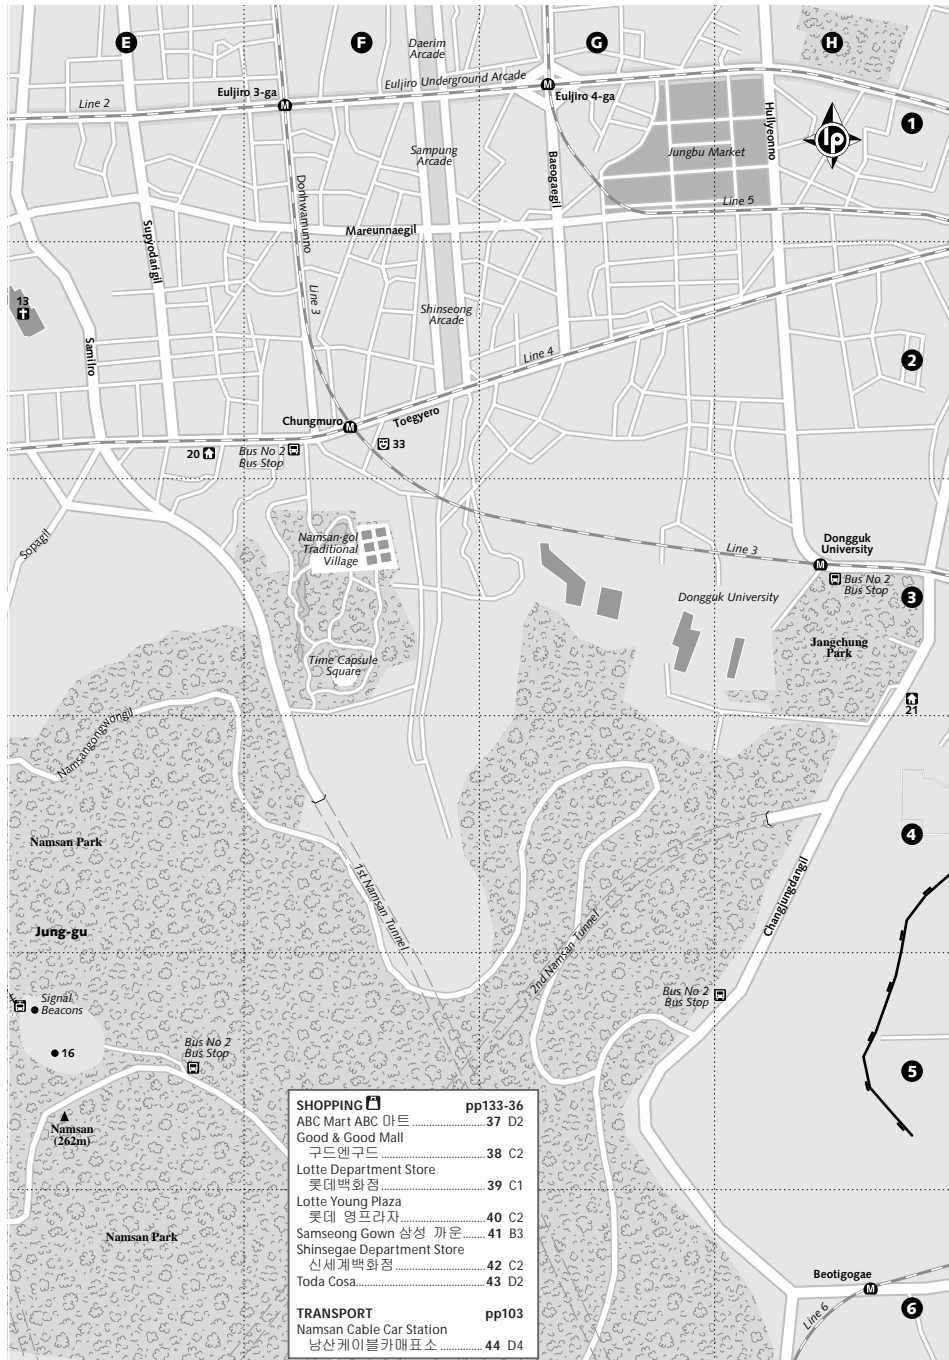 E
F
G
H
Daerim
Arcade
Euljiro Underground Arcade
Euljiro 3-ga
M
M
Euljiro 4-ga
Line 2
Hullyeonno
1
lp
Sampung
Arcade
Jungbu Market
Baeogaegil
Donhwamunno
Line 5
Supyodangil
Mareunnaegil
13
Line 3
Shinseong
Arcade
Samilro
Line 4
2
Chungmuro
M
Toegyero
33
20
Bus No 2
Bus Stop
Sopagil
Namsan-gol
Traditional
Village
Line 3
Dongguk
University
M
Bus No 2
Bus Stop
3
Dongguk University
Jangchung
Park
Time Capsule
Square
21
Namsangongwongil
Namsan Park
4
1st Namsan Tunnel
Changjungdangil
Jung-gu
2nd Namsan Tunnel
Signal
Beacons
Bus No 2
Bus Stop
16
Bus No 2
Bus Stop
5
Namsan
(262m)
SHOPPING pp133-36
ABC Mart ABC 마트 37 D2
Good & Good Mall
구드엔구드 38 C2
Lotte Department Store
롯데백화점 39 C1
Lotte Young Plaza
롯데 영프라자 40 C2
Samseong Gown 삼성 까운 41 B3
Shinsegae Department Store
신세계백화점 42 C2
Toda Cosa 43 D2
TRANSPORT pp103
Namsan Cable Car Station
남산케이블카매표소 44 D4
Namsan Park
Beotigogae
M
Line 6
6